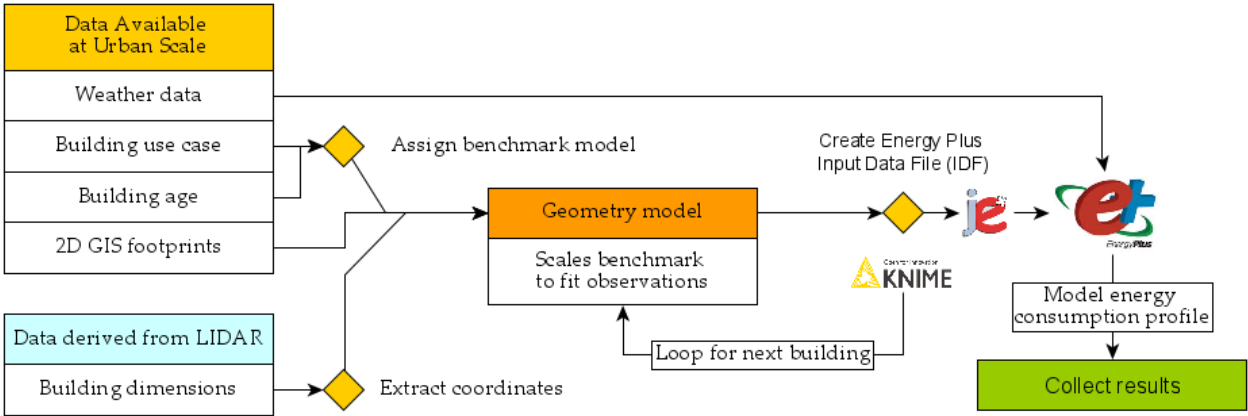 Data Available
at Urban Scale
Weather data
Building use case
Building age
2D GIS footprints
Data derived from LIDAR
Building dimensions
Assign benchmark model
Extract coordinates
Geometry model
Scales benchmark
to fit observations
Loop for next building
Create Energy Plus
Input Data File (IDF)
je
KNIME
e+
EnergyPlus
Model energy
consumption profile
Collect results